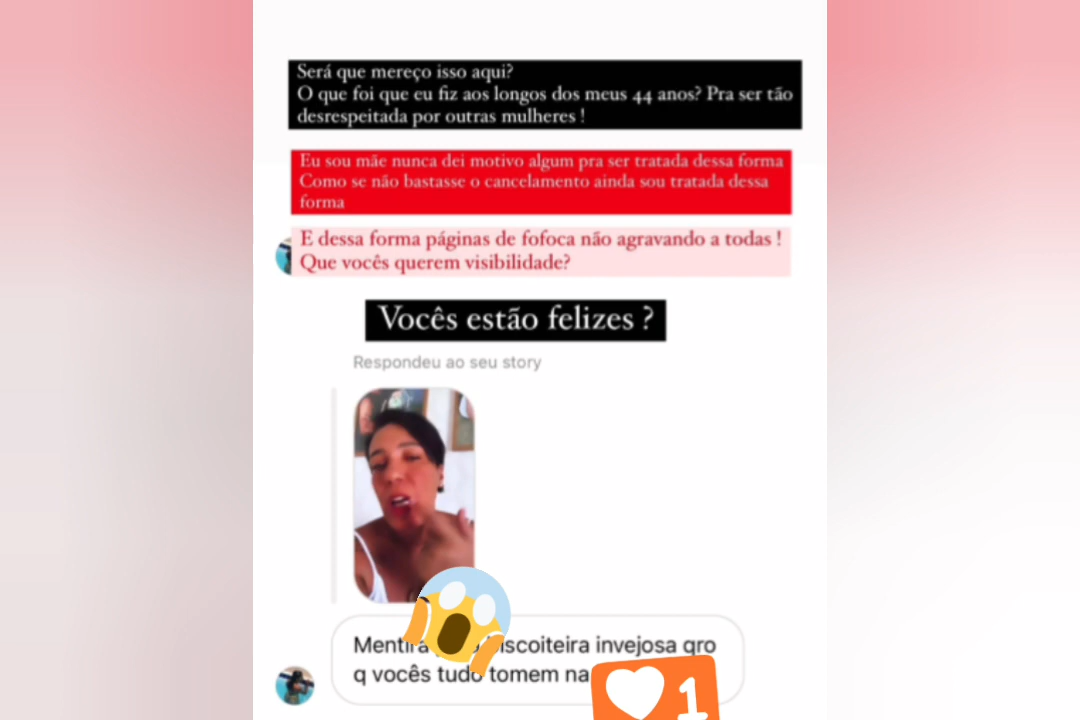 Será que mereço isso aqui?
O que foi que eu fiz aos longos dos meus 44 anos? Pra ser tão
desrespeitada por outras mulheres !
Eu sou mãe nunca dei motivo algum pra ser tratada dessa forma
Como se não bastasse o cancelamento ainda sou tratada dessa
forma
E dessa forma páginas de fofoca não agravando a todas !
Que vocês querem visibilidade?
Vocês estão felizes ?
Respondeu ao seu story
Mentira invejosa qro
q vocês tudo tomem na
1